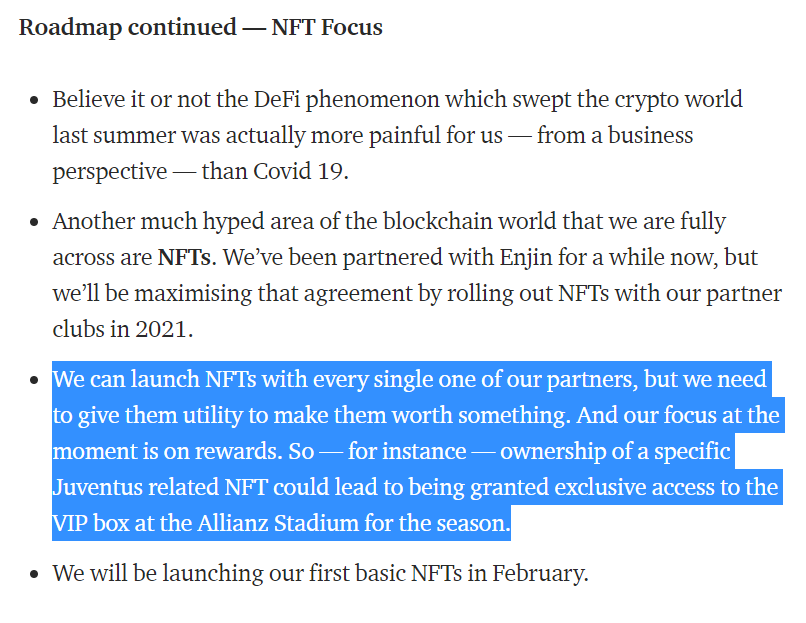 Roadmap continued — NFT Focus
• Believe it or not the DeFi phenomenon which swept the crypto world
last summer was actually more painful for us — from a business
perspective — than Covid 19.
• Another much hyped area of the blockchain world that we are fully
across are NFTs. We’ve been partnered with Enjin for a while now, but
we’ll be maximising that agreement by rolling out NFTs with our partner
clubs in 2021.
• We can launch NFTs with every single one of our partners, but we need
to give them utility to make them worth something. And our focus at the
moment is on rewards. So — for instance — ownership of a specific
Juventus related NFT could lead to being granted exclusive access to the
VIP box at the Allianz Stadium for the season.
• We will be launching our first basic NFTs in February.